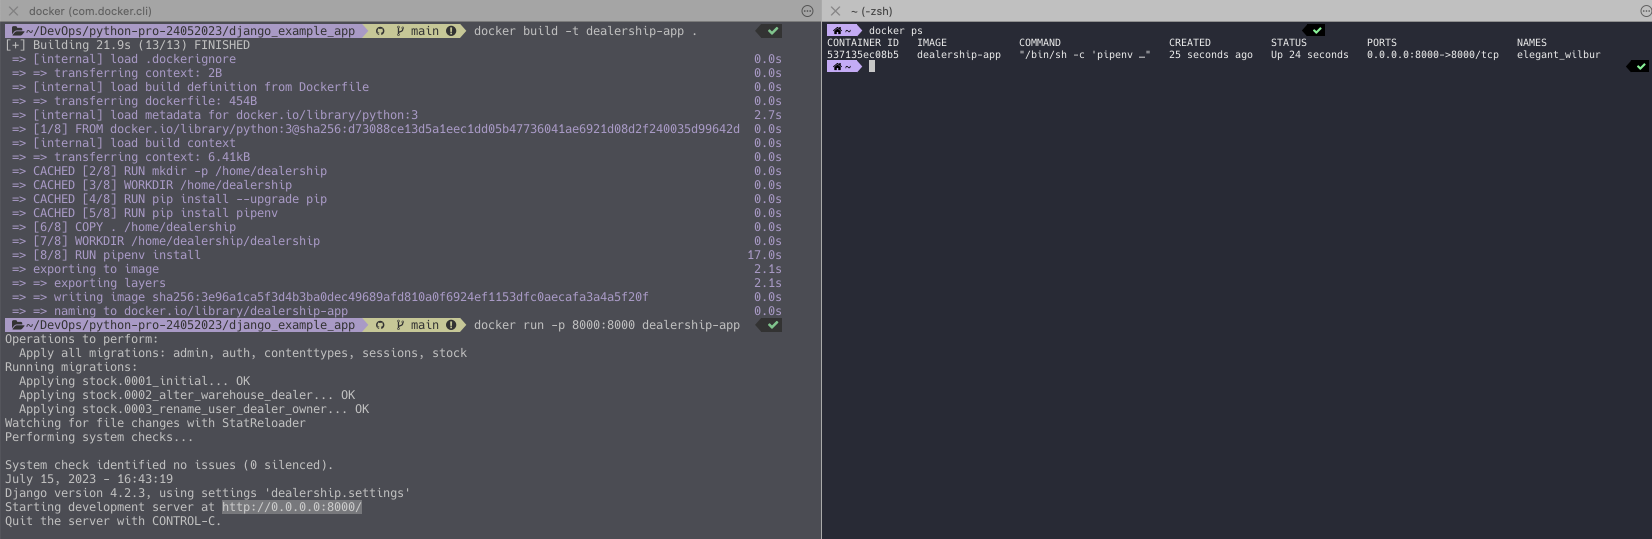 docker (com.docker.cli)
~/DevOps/python-pro-24052023/django_example_app main docker build -t dealership-app .
[+] Building 21.9s (13/13) FINISHED
=> [internal] load .dockerignore 0.0s
=> => transferring context: 2B 0.0s
=> [internal] load build definition from Dockerfile 0.0s
=> => transferring dockerfile: 454B 0.0s
=> [internal] load metadata for docker.io/library/python:3 2.7s
=> [1/8] FROM docker.io/library/python:3@sha256:d73088ce13d5a1eec1dd05b47736041ae6921d08d2f240035d99642d 0.0s
=> [internal] load build context 0.0s
=> => transferring context: 6.41kB 0.0s
=> CACHED [2/8] RUN mkdir -p /home/dealership 0.0s
=> CACHED [3/8] WORKDIR /home/dealership 0.0s
=> CACHED [4/8] RUN pip install --upgrade pip 0.0s
=> CACHED [5/8] RUN pip install pipenv 0.0s
=> [6/8] COPY . /home/dealership 0.0s
=> [7/8] WORKDIR /home/dealership/dealership 0.0s
=> [8/8] RUN pipenv install 17.0s
=> exporting to image 2.1s
=> => exporting layers 2.1s
=> => writing image sha256:3e96a1ca5f3d4b3ba0dec49689afd810a0f6924ef1153dfc0aecafa3a4a5f20f 0.0s
=> => naming to docker.io/library/dealership-app 0.0s
~/DevOps/python-pro-24052023/django_example_app main docker run -p 8000:8000 dealership-app
Operations to perform:
Apply all migrations: admin, auth, contenttypes, sessions, stock
Running migrations:
Applying stock.0001_initial... OK
Applying stock.0002_alter_warehouse_dealer... OK
Applying stock.0003_rename_user_dealer_owner... OK
Watching for file changes with StatReloader
Performing system checks...
System check identified no issues (0 silenced).
July 15, 2023 - 16:43:19
Django version 4.2.3, using settings 'dealership.settings'
Starting development server at http://0.0.0.0:8000/
Quit the server with CONTROL-C.
~ (-zsh)
~ docker ps
CONTAINER ID IMAGE COMMAND CREATED STATUS PORTS NAMES
537135ec08b5 dealership-app "/bin/sh -c 'pipenv …" 25 seconds ago Up 24 seconds 0.0.0.0:8000->8000/tcp elegant_wilbur
~